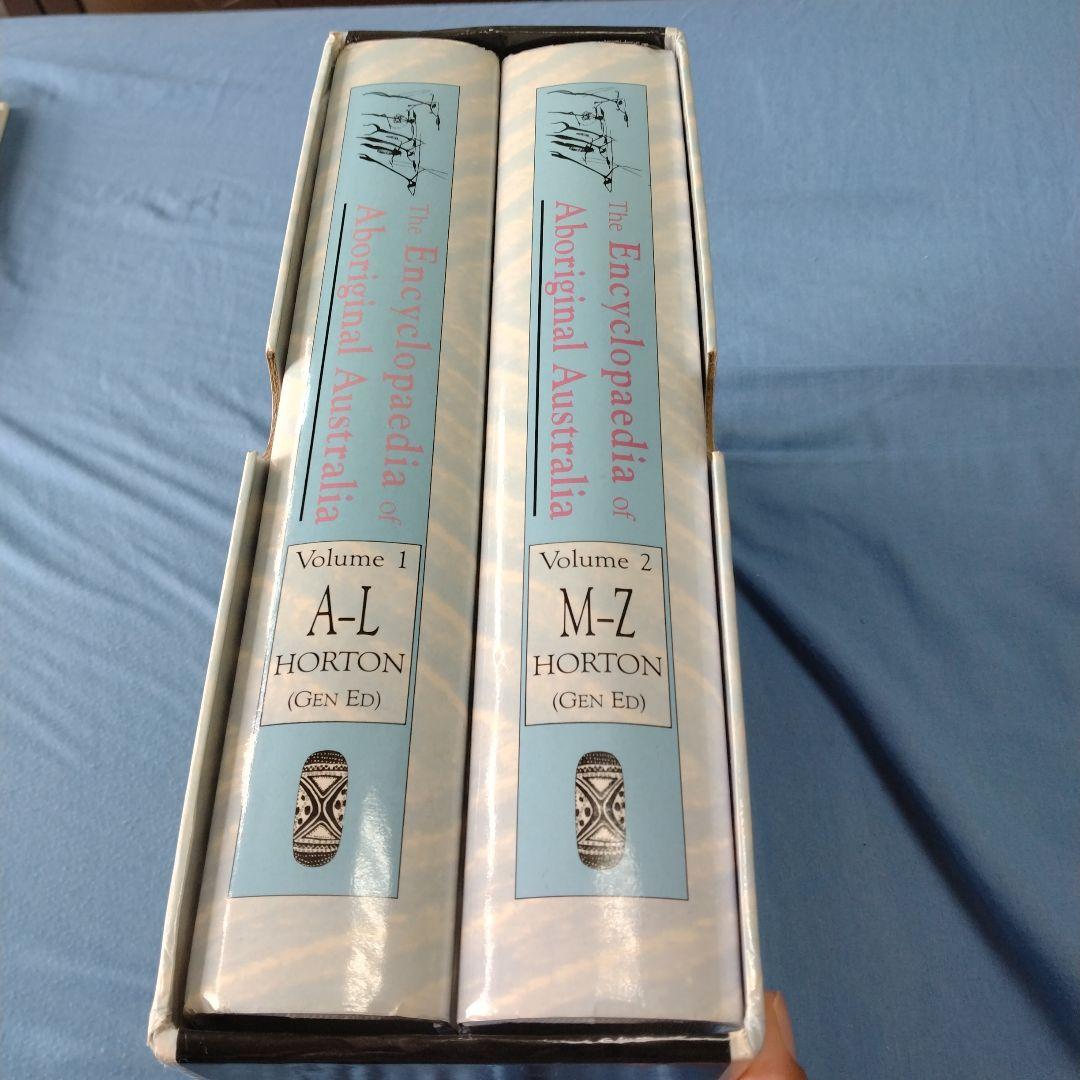 The Encyclopaedia of
Aboriginal Australia
Volume 1
A–L
HORTON
(GEN ED)
The Encyclopaedia of
Aboriginal Australia
Volume 2
M–Z
HORTON
(GEN ED)